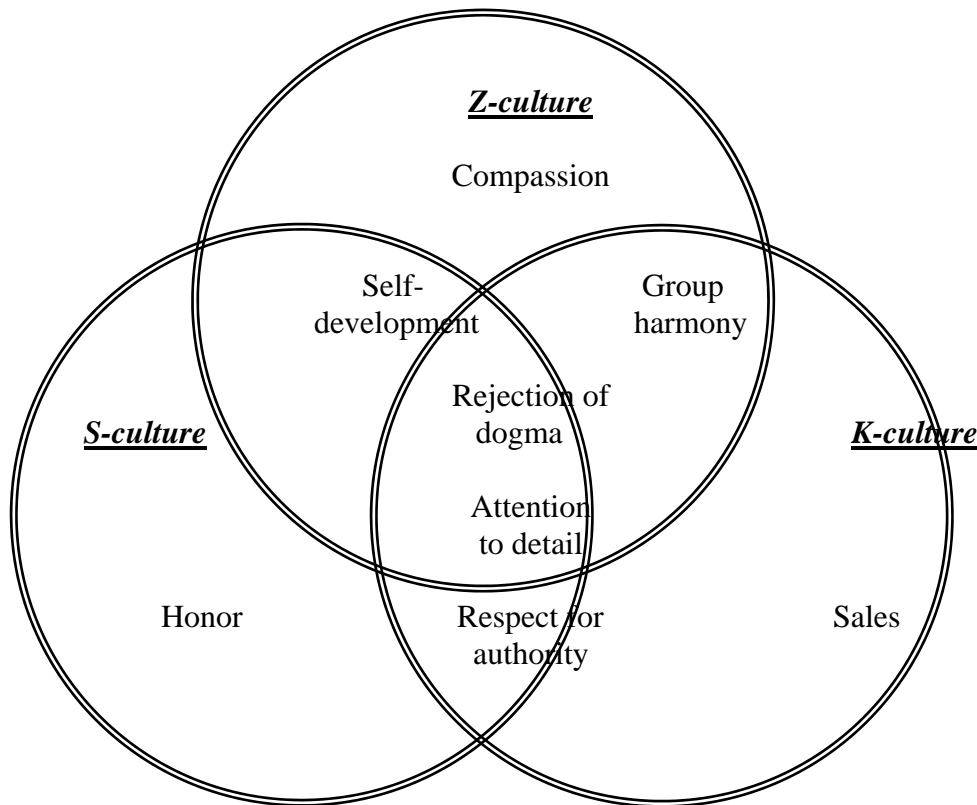 Z-culture
Compassion
Self-
development
Group
harmony
Rejection of
dogma
S-culture
K-culture
Attention
to detail
Honor
Respect for
authority
Sales